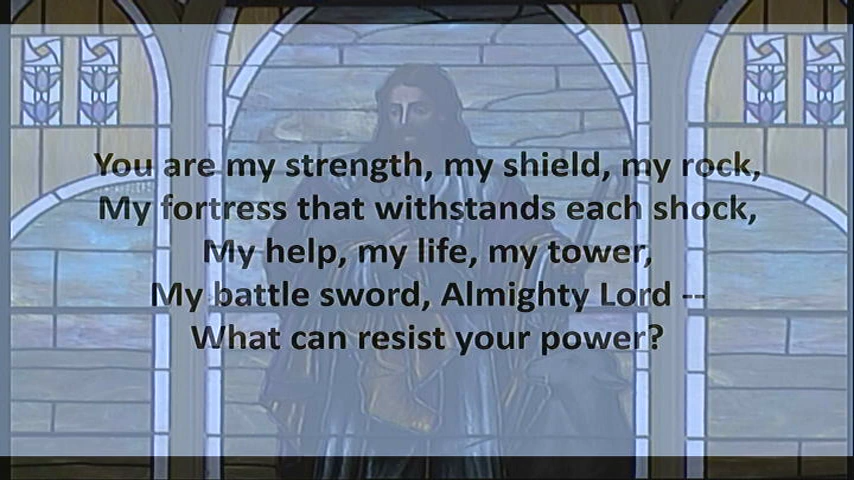 You are my strength, my shield, my rock,
My fortress that withstands each shock,
My help, my life, my tower,
My battle sword, Almighty Lord --
What can resist your power?